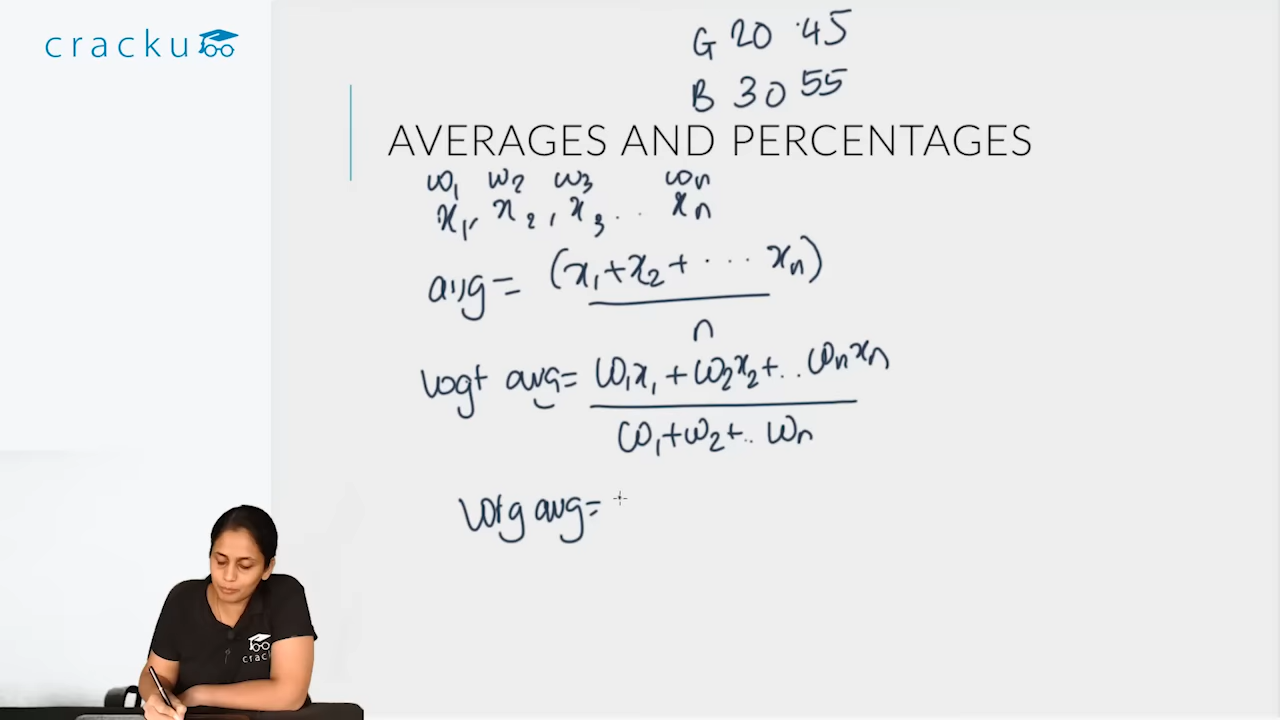 cracku
G 20 45
B 30 55
AVERAGES AND PERCENTAGES
w₁ w₂ w₃ wₙ
x₁, x₂, x₃ .. xₙ
avg = (x₁+x₂+ ... xₙ)
n
wgt avg = w₁x₁ + w₂x₂+.. wₙxₙ
w₁+w₂+.. wₙ
wtg avg =
cracku